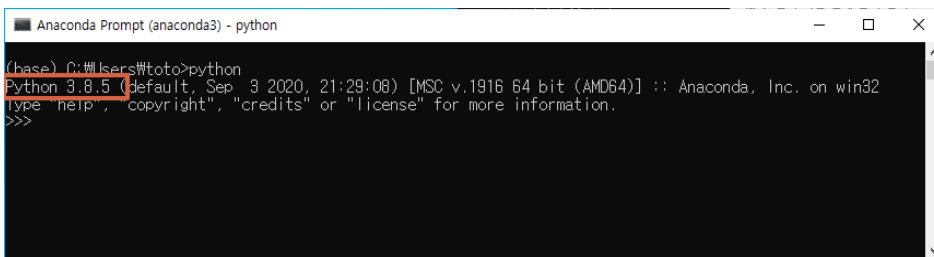 Anaconda Prompt (anaconda3) - python
(base) C:₩Users₩toto>python
Python 3.8.5 (default, Sep  3 2020, 21:29:08) [MSC v.1916 64 bit (AMD64)] :: Anaconda, Inc. on win32
Type "help", "copyright", "credits" or "license" for more information.
>>>